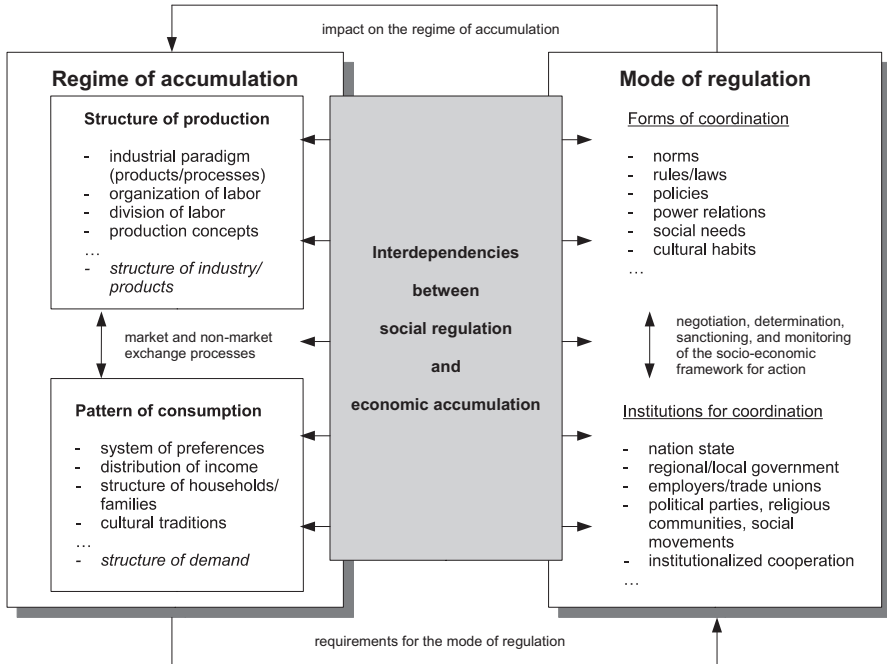 impact on the regime of accumulation
Regime of accumulation
Structure of production
- industrial paradigm
(products/processes)
- organization of labor
- division of labor
- production concepts
…
- structure of industry/
products
market and non-market
exchange processes
Pattern of consumption
- system of preferences
- distribution of income
- structure of households/
families
- cultural traditions
…
- structure of demand
Interdependencies
between
social regulation
and
economic accumulation
Mode of regulation
Forms of coordination
- norms
- rules/laws
- policies
- power relations
- social needs
- cultural habits
…
negotiation, determination,
sanctioning, and monitoring
of the socio-economic
framework for action
Institutions for coordination
- nation state
- regional/local government
- employers/trade unions
- political parties, religious
communities, social
movements
- institutionalized cooperation
…
requirements for the mode of regulation